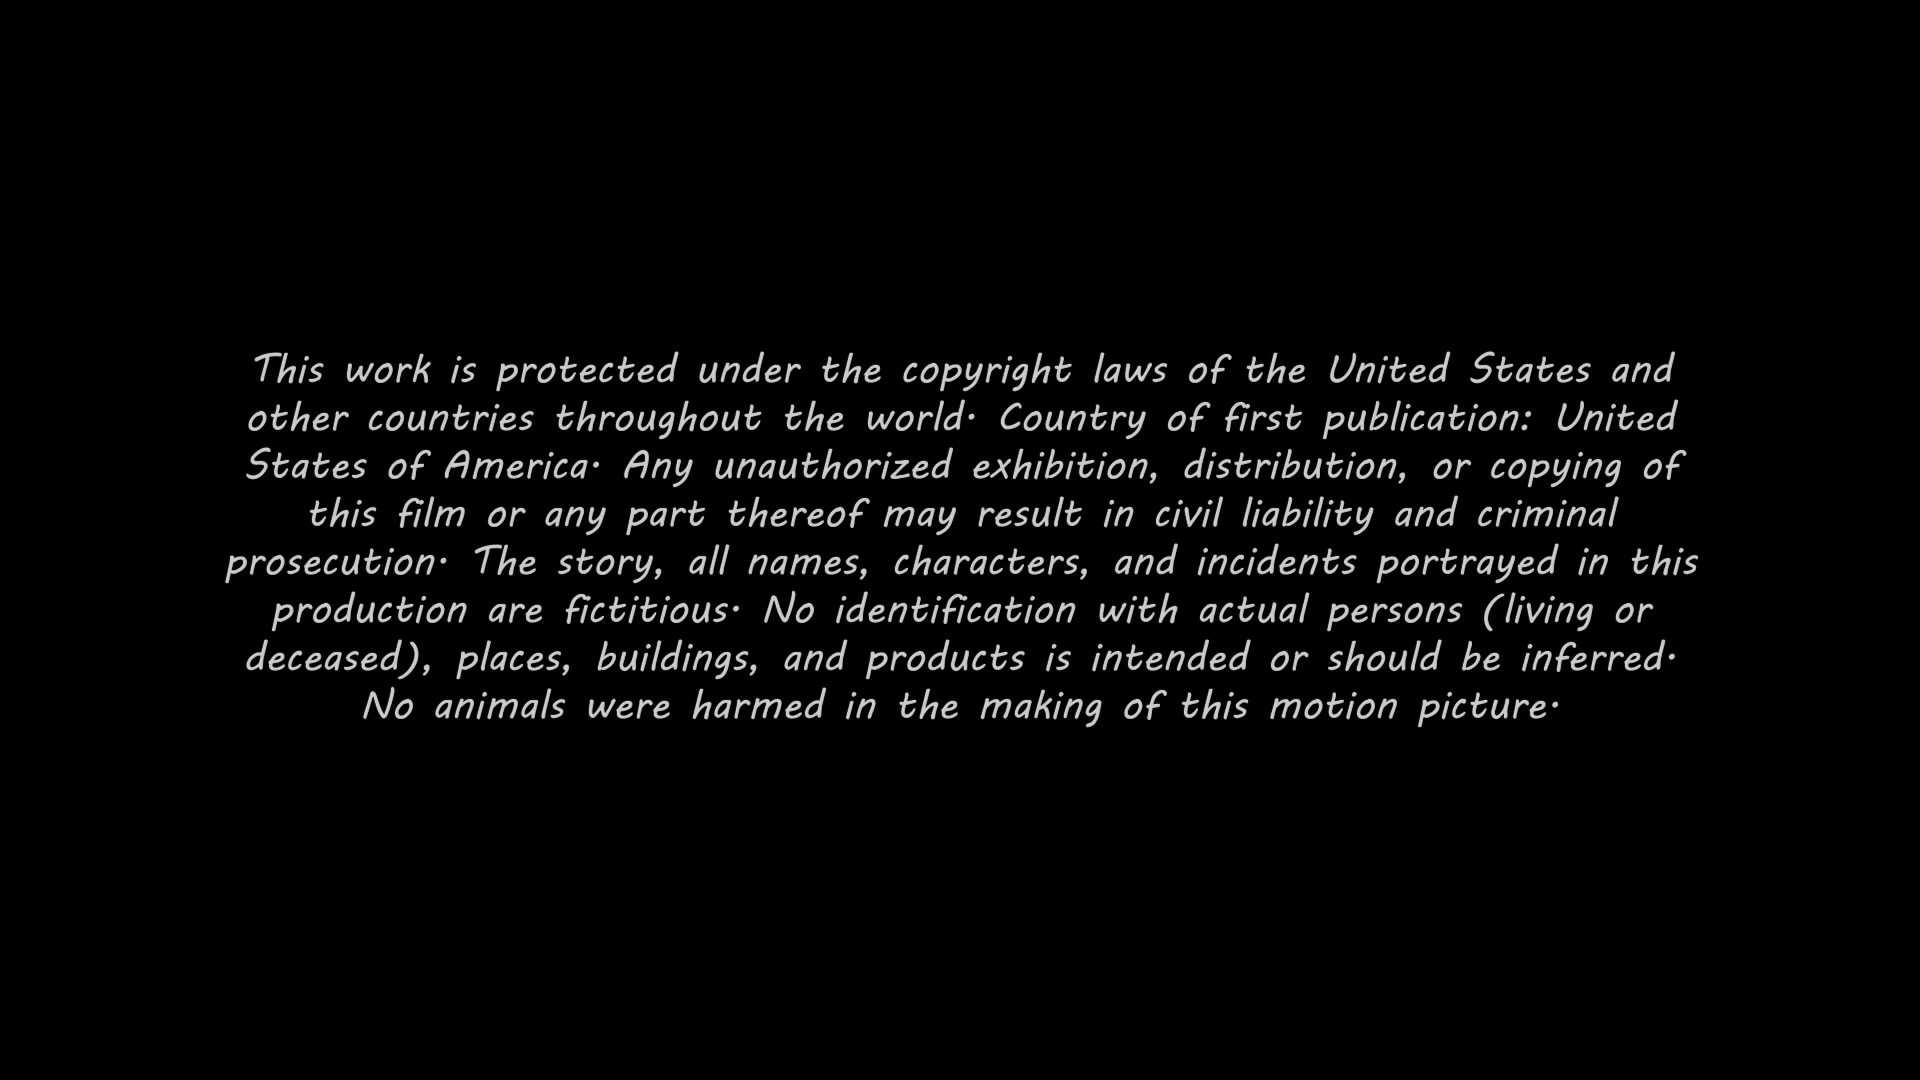 This work is protected under the copyright laws of the United States and
other countries throughout the world. Country of first publication: United
States of America. Any unauthorized exhibition, distribution, or copying of
this film or any part thereof may result in civil liability and criminal
prosecution. The story, all names, characters, and incidents portrayed in this
production are fictitious. No identification with actual persons (living or
deceased), places, buildings, and products is intended or should be inferred.
No animals were harmed in the making of this motion picture.